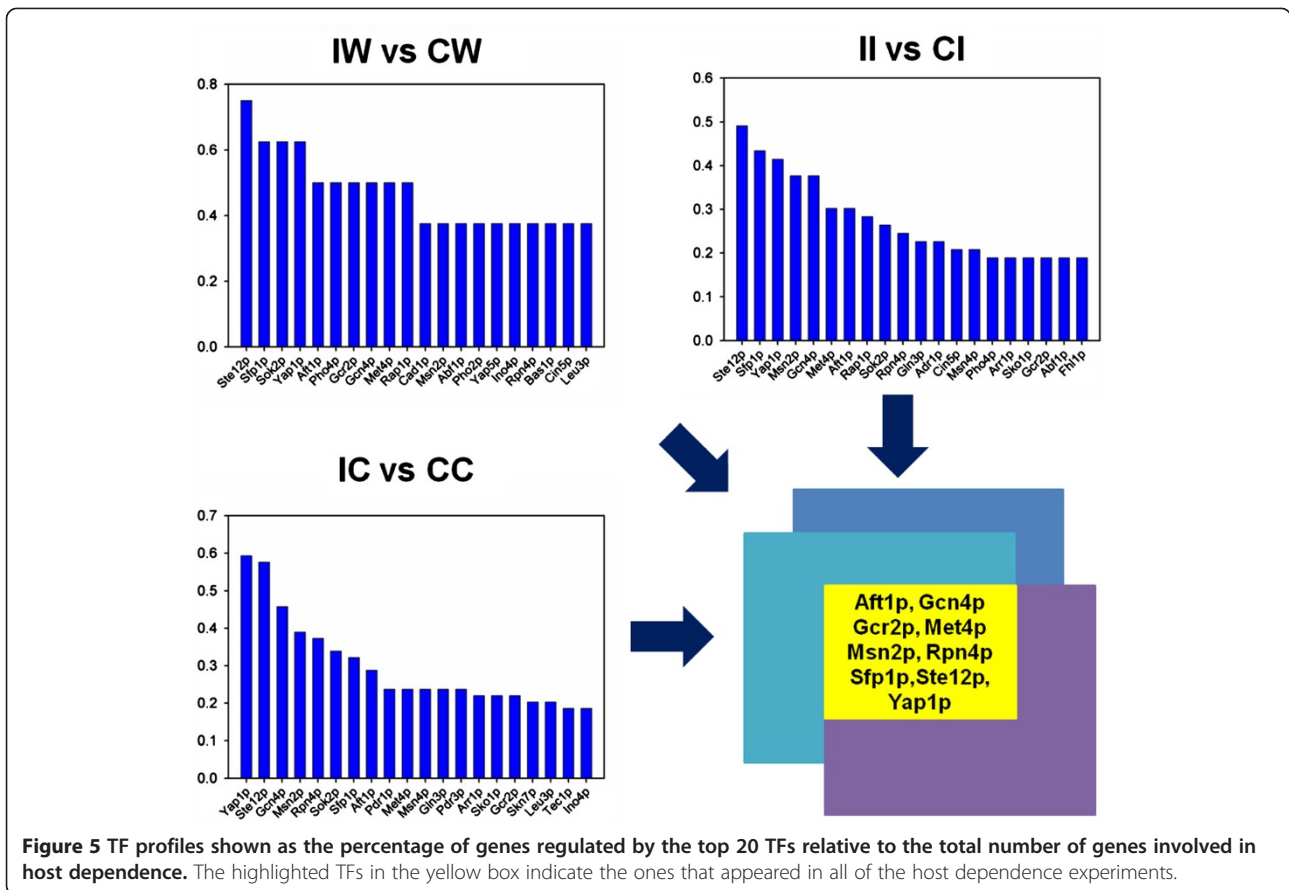 IW vs CW
0.8
0.6
0.4
0.2
0.0
Ste12p
Sfp1p
Sok2p
Yap1p
Aft1p
Pho4p
Gcr2p
Gcn4p
Met4p
Rap1p
Cad1p
Msn2p
Abf1p
Pho2p
Yap5p
Ino4p
Rpn4p
Bas1p
Cin5p
Leu3p
II vs CI
0.6
0.5
0.4
0.3
0.2
0.1
0.0
Ste12p
Sfp1p
Yap1p
Msn2p
Gcn4p
Met4p
Aft1p
Rap1p
Sok2p
Rpn4p
Gln3p
Adr1p
Cin5p
Msn4p
Pho4p
Arr1p
Sko1p
Gcr2p
Abf1p
Fhl1p
IC vs CC
0.7
0.6
0.5
0.4
0.3
0.2
0.1
0.0
Yap1p
Ste12p
Gcn4p
Msn2p
Rpn4p
Sok2p
Sfp1p
Aft1p
Pdr1p
Met4p
Msn4p
Gln3p
Pdr3p
Arr1p
Sko1p
Gcr2p
Skn7p
Leu3p
Tec1p
Ino4p
Aft1p, Gcn4p
Gcr2p, Met4p
Msn2p, Rpn4p
Sfp1p,Ste12p,
Yap1p
Figure 5 TF profiles shown as the percentage of genes regulated by the top 20 TFs relative to the total number of genes involved in
host dependence. The highlighted TFs in the yellow box indicate the ones that appeared in all of the host dependence experiments.